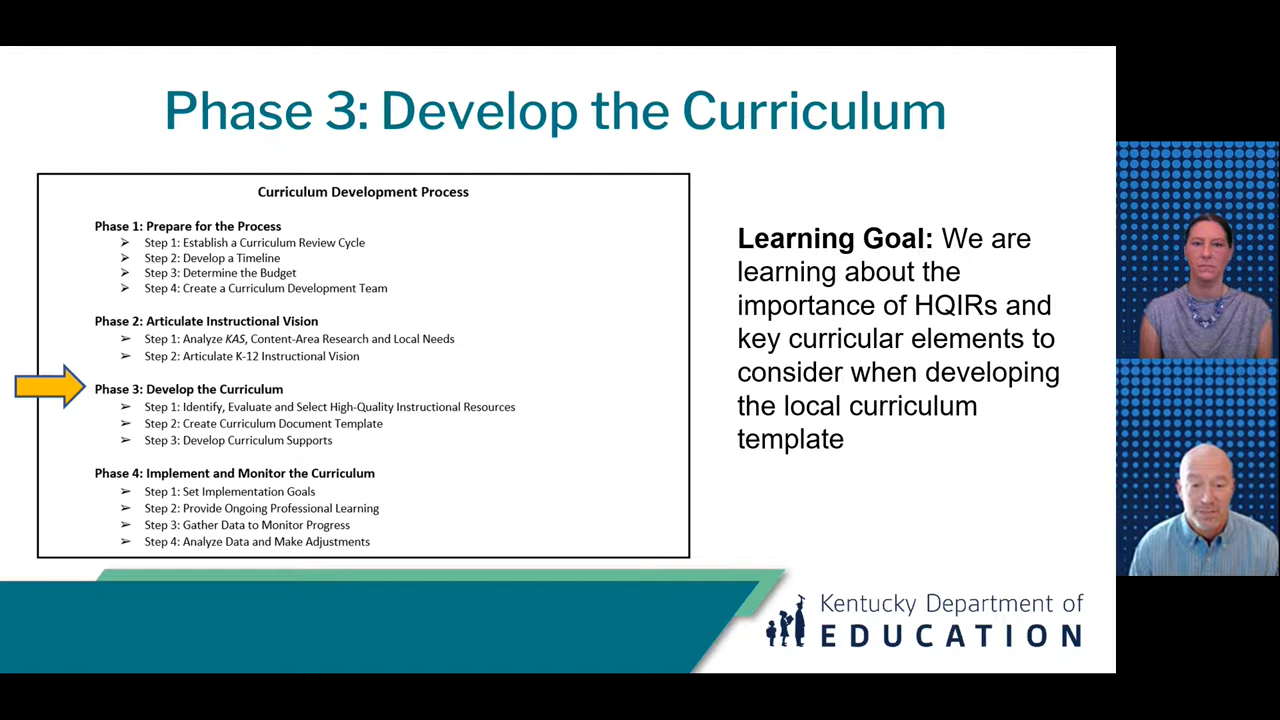 Phase 3: Develop the Curriculum
Curriculum Development Process
Phase 1: Prepare for the Process
➢ Step 1: Establish a Curriculum Review Cycle
➢ Step 2: Develop a Timeline
➢ Step 3: Determine the Budget
➢ Step 4: Create a Curriculum Development Team
Phase 2: Articulate Instructional Vision
➢ Step 1: Analyze KAS, Content-Area Research and Local Needs
➢ Step 2: Articulate K-12 Instructional Vision
Phase 3: Develop the Curriculum
➢ Step 1: Identify, Evaluate and Select High-Quality Instructional Resources
➢ Step 2: Create Curriculum Document Template
➢ Step 3: Develop Curriculum Supports
Phase 4: Implement and Monitor the Curriculum
➢ Step 1: Set Implementation Goals
➢ Step 2: Provide Ongoing Professional Learning
➢ Step 3: Gather Data to Monitor Progress
➢ Step 4: Analyze Data and Make Adjustments
Learning Goal: We are
learning about the
importance of HQIRs and
key curricular elements to
consider when developing
the local curriculum
template
Kentucky Department of
EDUCATION